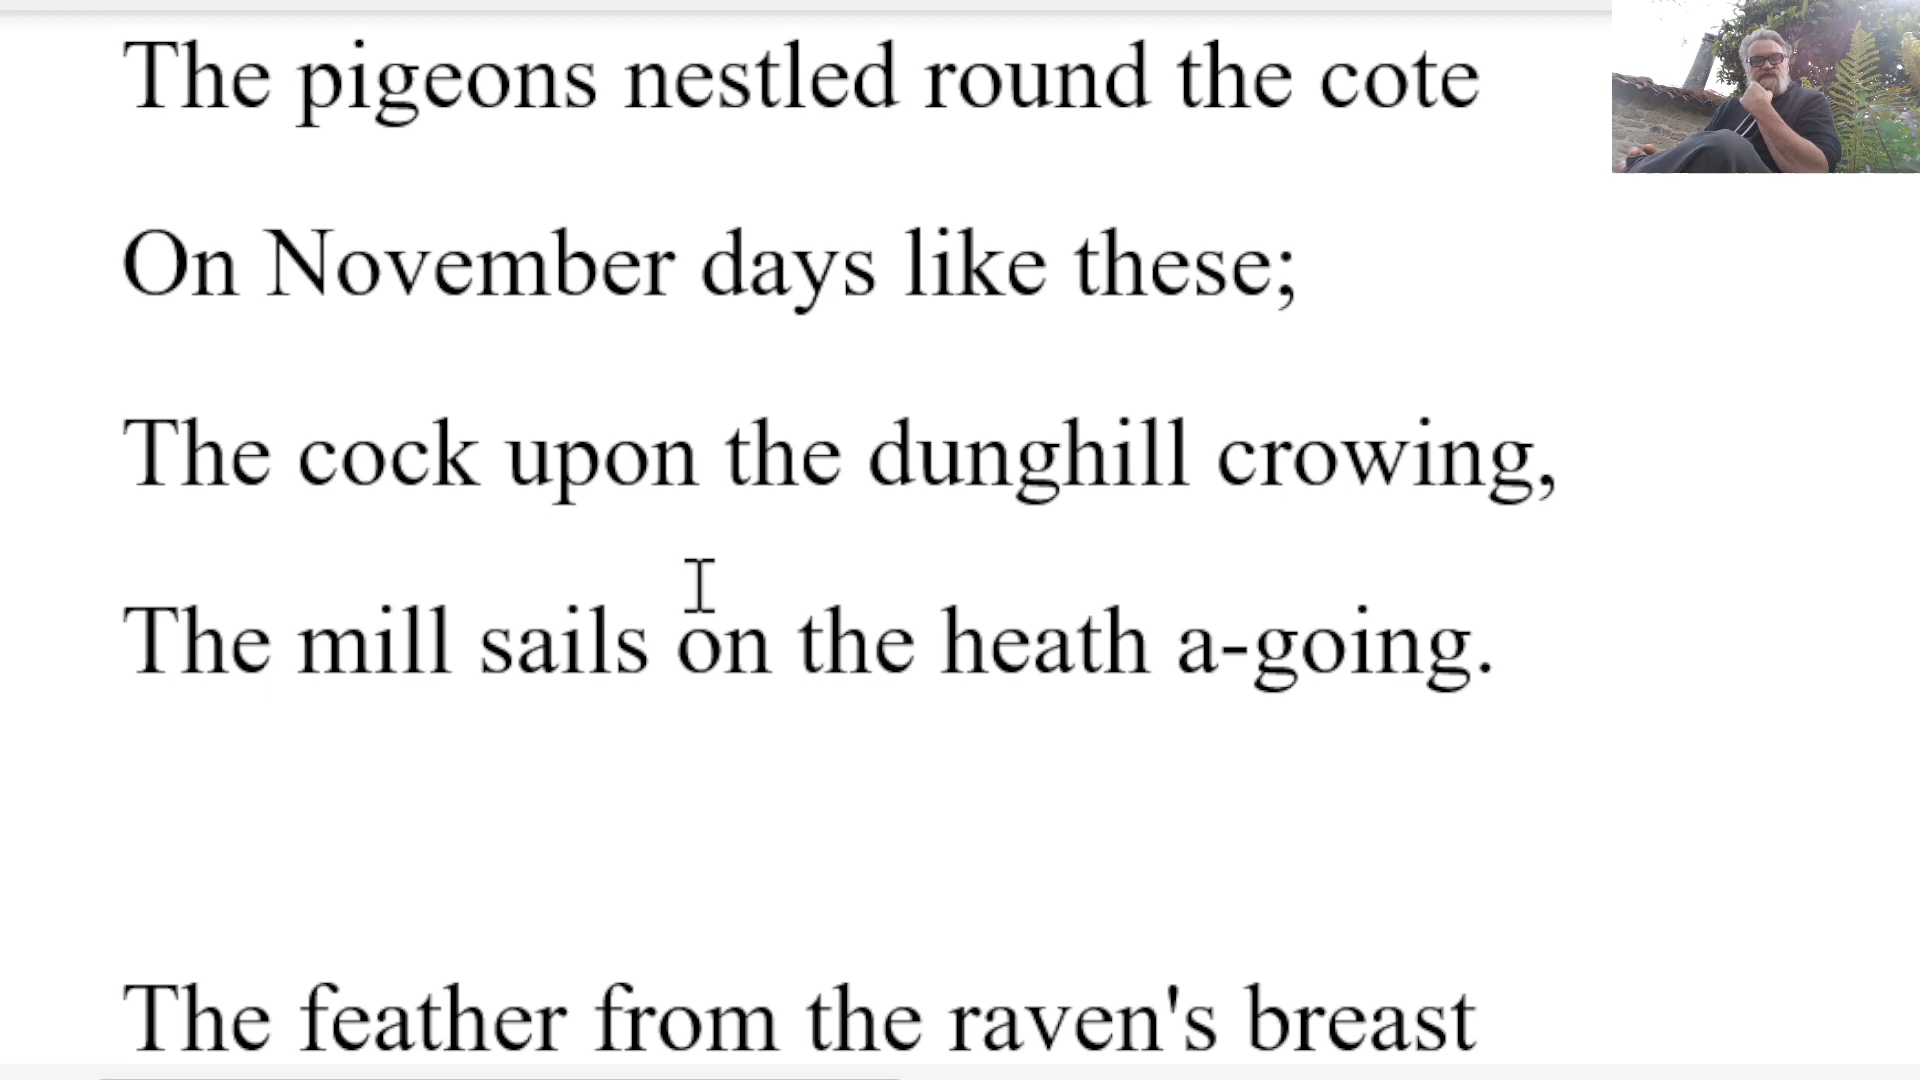 The pigeons nestled round the cote
On November days like these;
The cock upon the dunghill crowing,
The mill sails on the heath a-going.
The feather from the raven's breast